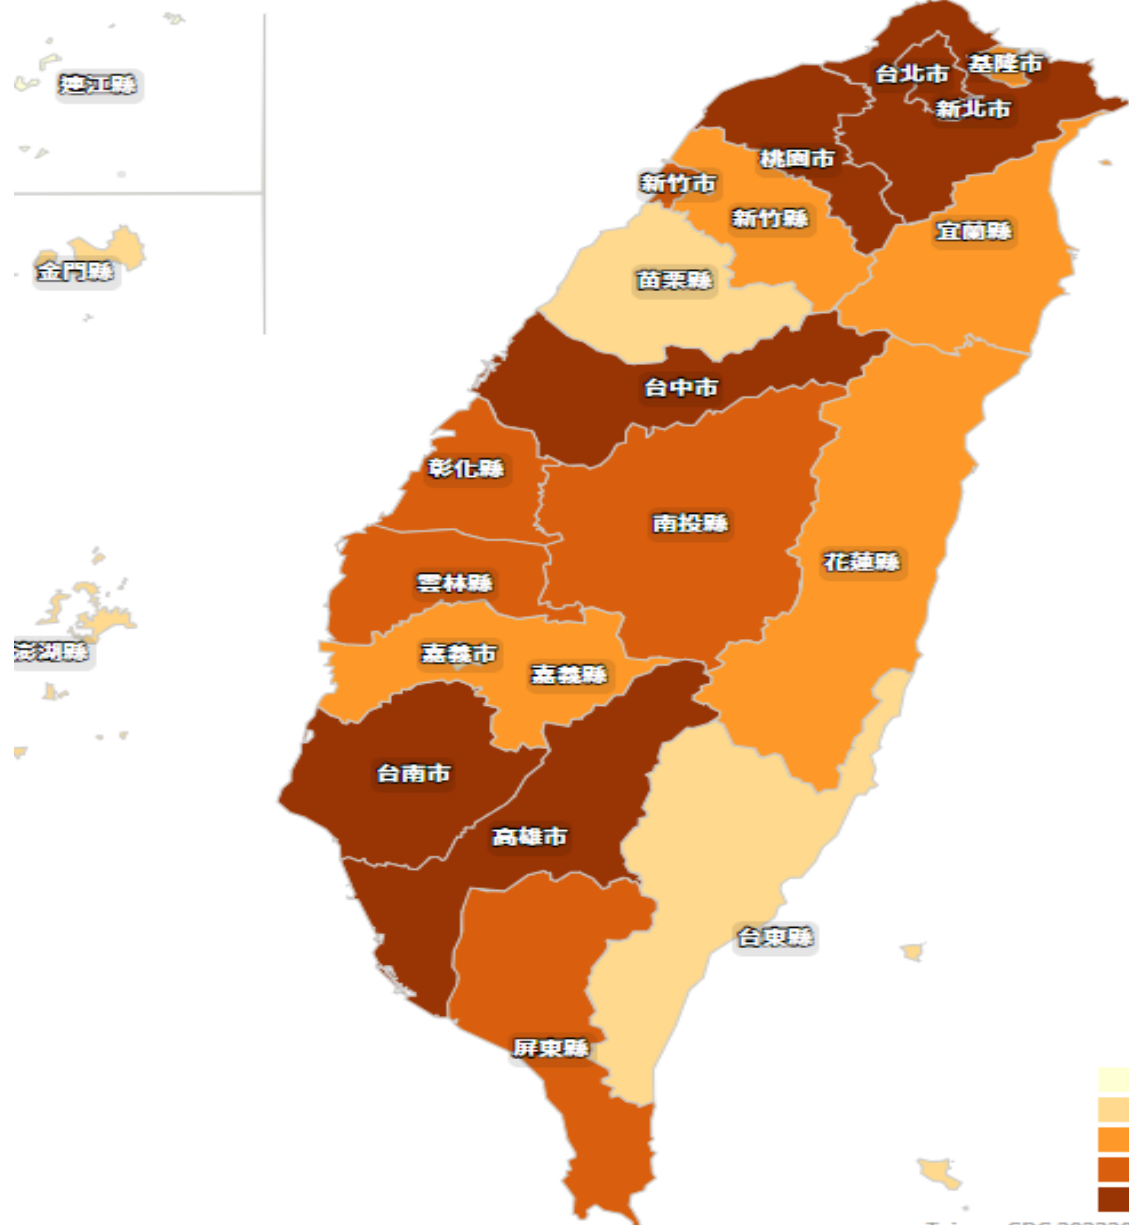 連江縣
台北市
基隆市
新北市
桃園市
新竹市
新竹縣
宜蘭縣
金門縣
苗栗縣
台中市
彰化縣
南投縣
花蓮縣
雲林縣
澎湖縣
嘉義市
嘉義縣
台南市
高雄市
台東縣
屏東縣